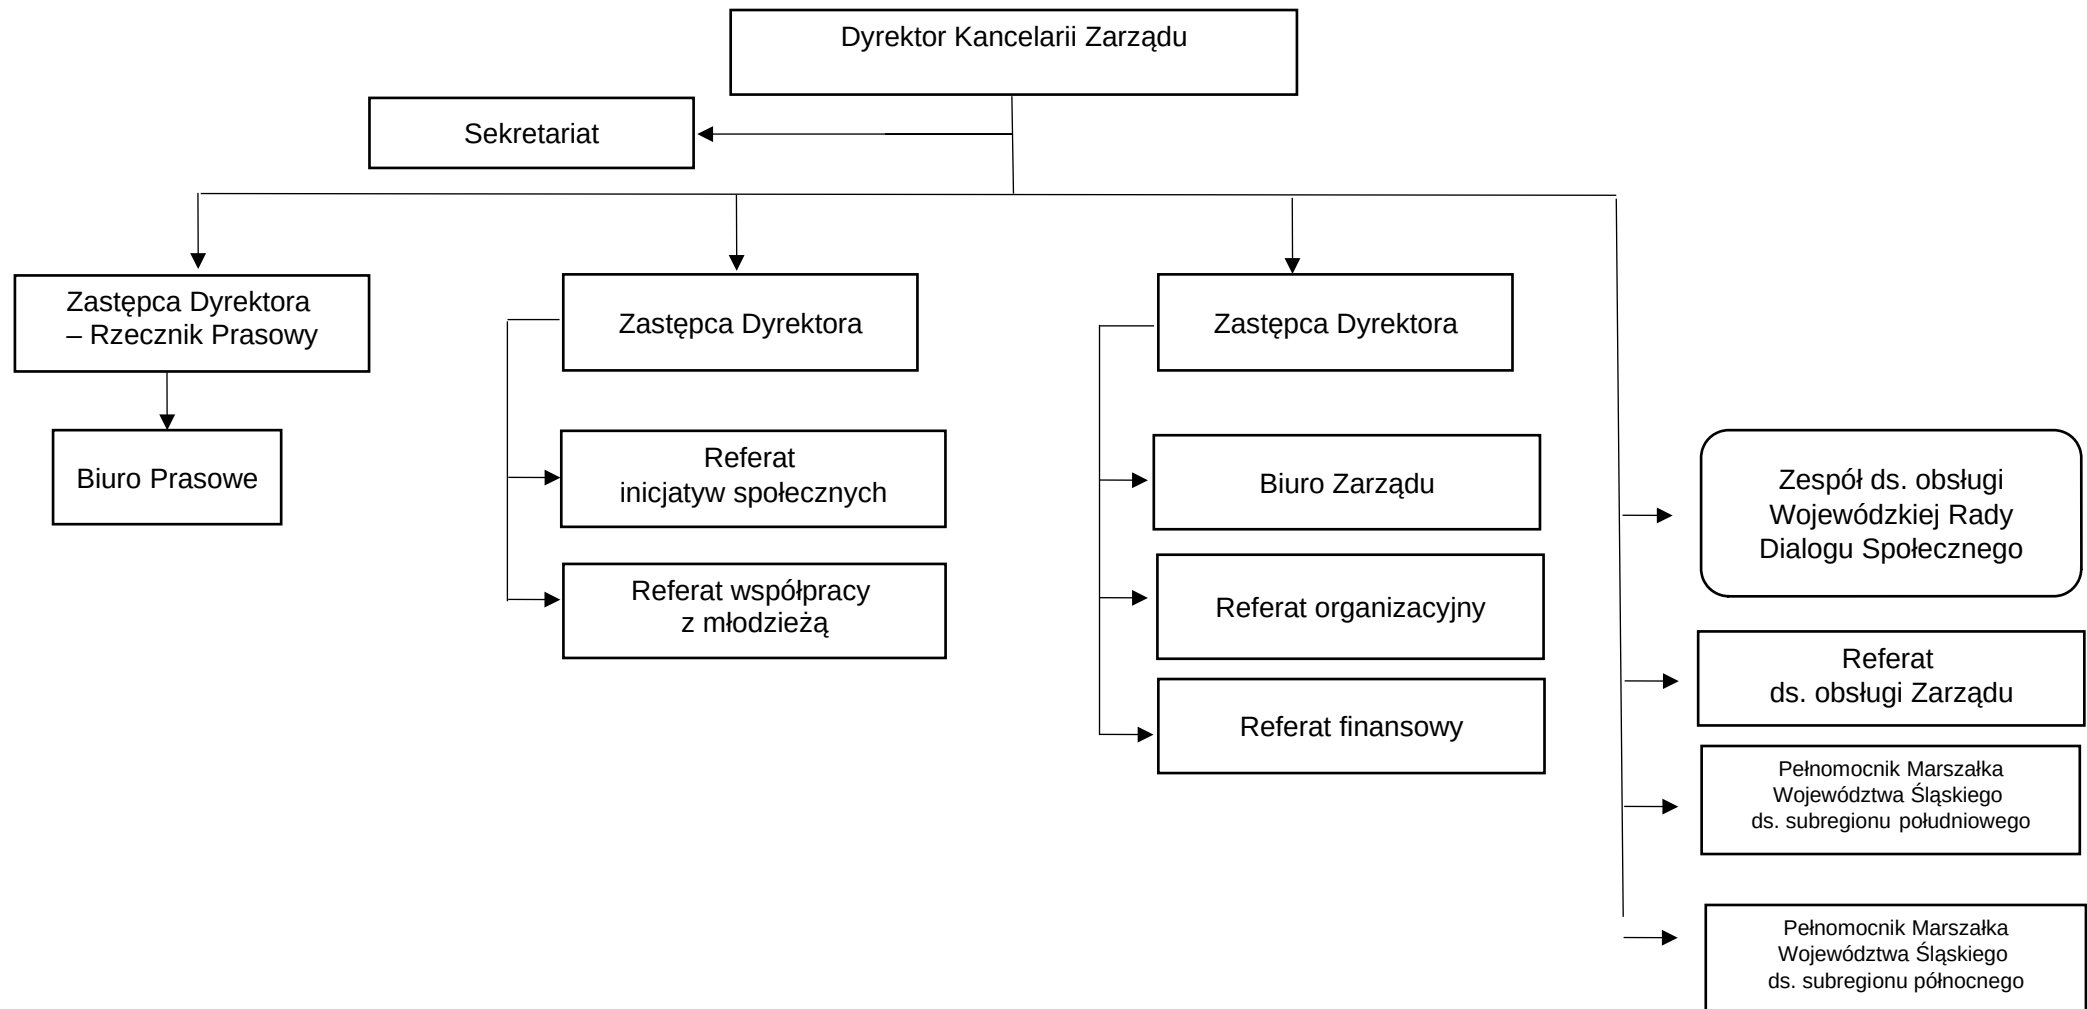 Dyrektor Kancelarii Zarządu
Sekretariat
Zastępca Dyrektora
– Rzecznik Prasowy
Biuro Prasowe
Zastępca Dyrektora
Referat
inicjatyw społecznych
Referat współpracy
z młodzieżą
Zastępca Dyrektora
Biuro Zarządu
Referat organizacyjny
Referat finansowy
Zespół ds. obsługi
Wojewódzkiej Rady
Dialogu Społecznego
Referat
ds. obsługi Zarządu
Pełnomocnik Marszałka
Województwa Śląskiego
ds. subregionu południowego
Pełnomocnik Marszałka
Województwa Śląskiego
ds. subregionu północnego